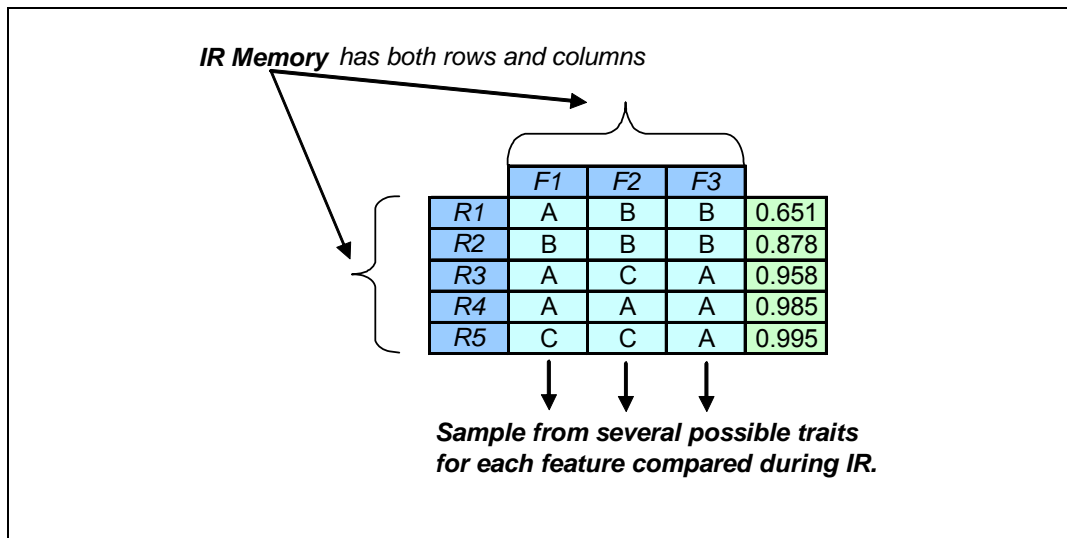 IR Memory has both rows and columns
F1 F2 F3
R1 A B B 0.651
R2 B B B 0.878
R3 A C A 0.958
R4 A A A 0.985
R5 C C A 0.995
Sample from several possible traits
for each feature compared during IR.